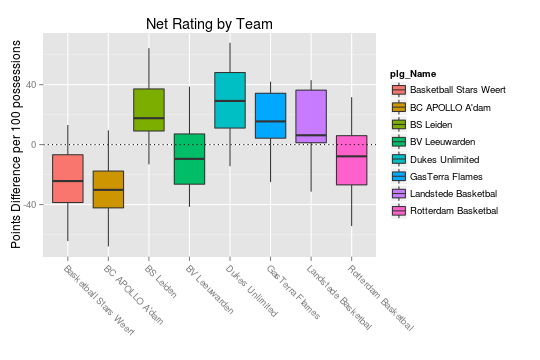 Net Rating by Team
Points Difference per 100 possessions
40
0
-40
Basketball Stars Weert
BC APOLLO A'dam
BS Leiden
BV Leeuwarden
Dukes Unlimited
GasTerra Flames
Landstede Basketbal
Rotterdam Basketbal
plg_Name
Basketball Stars Weert
BC APOLLO A'dam
BS Leiden
BV Leeuwarden
Dukes Unlimited
GasTerra Flames
Landstede Basketbal
Rotterdam Basketbal